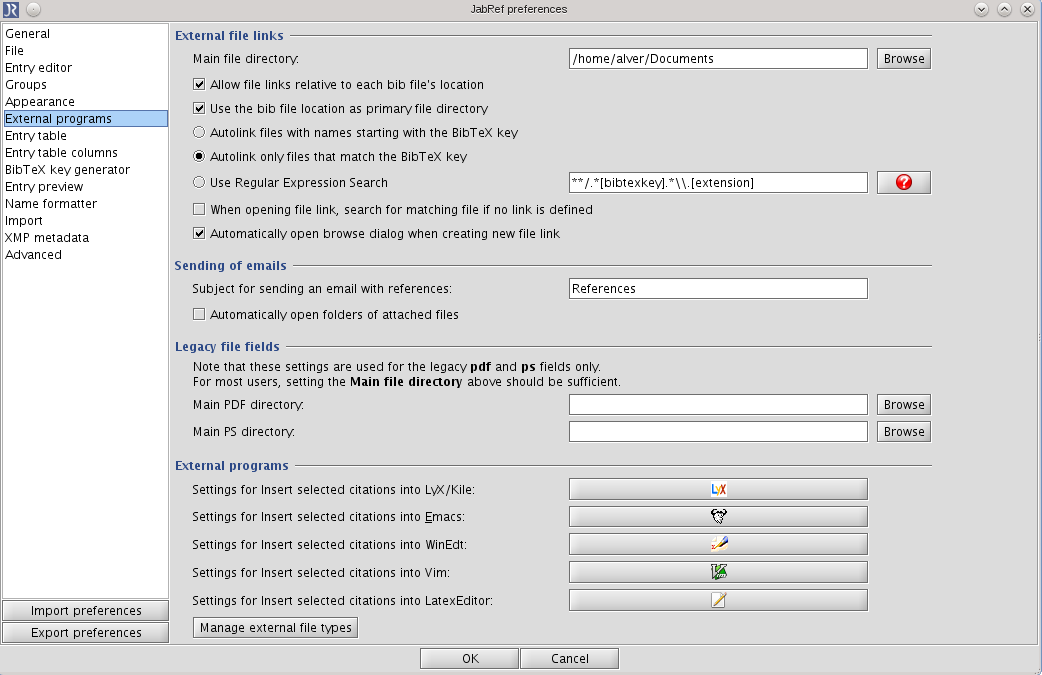 JabRef preferences
General
File
Entry editor
Groups
Appearance
External programs
Entry table
Entry table columns
BibTeX key generator
Entry preview
Name formatter
Import
XMP metadata
Advanced
Import preferences
Export preferences
External file links
Main file directory: /home/alver/Documents Browse
Allow file links relative to each bib file's location
Use the bib file location as primary file directory
Autolink files with names starting with the BibTeX key
Autolink only files that match the BibTeX key
Use Regular Expression Search **/.*[bibtexkey].*\\.[extension] ?
When opening file link, search for matching file if no link is defined
Automatically open browse dialog when creating new file link
Sending of emails
Subject for sending an email with references: References
Automatically open folders of attached files
Legacy file fields
Note that these settings are used for the legacy pdf and ps fields only.
For most users, setting the Main file directory above should be sufficient.
Main PDF directory: Browse
Main PS directory: Browse
External programs
Settings for Insert selected citations into LyX/Kile: LyX
Settings for Insert selected citations into Emacs:
Settings for Insert selected citations into WinEdt:
Settings for Insert selected citations into Vim:
Settings for Insert selected citations into LatexEditor:
Manage external file types
OK Cancel